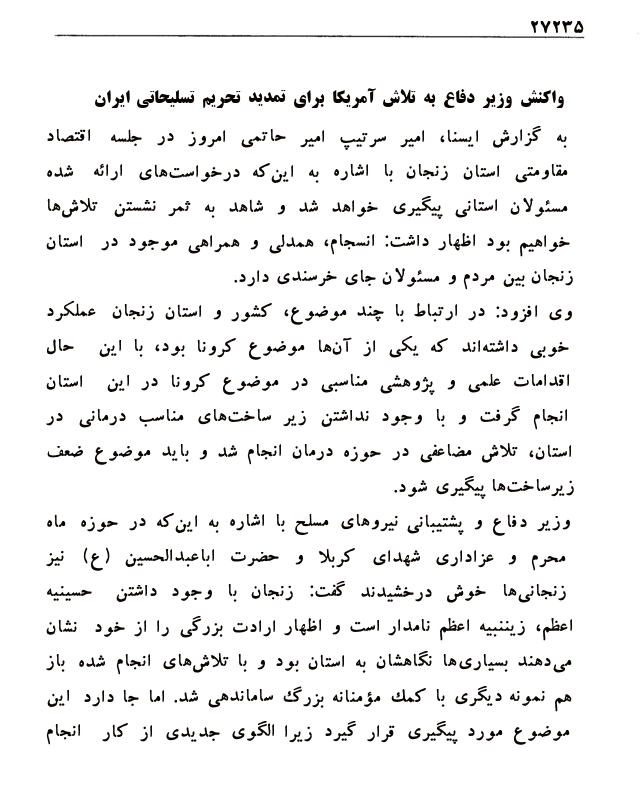 ۲۷۲۳۵
واکنش وزیر دفاع به تلاش آمریکا برای تمدید تحریم تسلیحاتی ایران
به گزارش ایسنا، امیر سرتیپ امیر حاتمی امروز در جلسه اقتصاد
مقاومتی استان زنجان با اشاره به این‌که درخواست‌های ارائه شده
مسئولان استانی پیگیری خواهد شد و شاهد به ثمر نشستن تلاش‌ها
خواهیم بود اظهار داشت: انسجام، همدلی و همراهی موجود در استان
زنجان بین مردم و مسئولان جای خرسندی دارد.
وی افزود: در ارتباط با چند موضوع، کشور و استان زنجان عملکرد
خوبی داشته‌اند که یکی از آن‌ها موضوع کرونا بود، با این حال
اقدامات علمی و پژوهشی مناسبی در موضوع کرونا در این استان
انجام گرفت و با وجود نداشتن زیر ساخت‌های مناسب درمانی در
استان، تلاش مضاعفی در حوزه درمان انجام شد و باید موضوع ضعف
زیرساخت‌ها پیگیری شود.
وزیر دفاع و پشتیبانی نیروهای مسلح با اشاره به این‌که در حوزه ماه
محرم و عزاداری شهدای کربلا و حضرت اباعبدالحسین (ع) نیز
زنجانی‌ها خوش درخشیدند گفت: زنجان با وجود داشتن حسینیه
اعظم، زینبیه اعظم نامدار است و اظهار ارادت بزرگی را از خود نشان
می‌دهند بسیاری‌ها نگاهشان به استان بود و با تلاش‌های انجام شده باز
هم نمونه دیگری با کمك مؤمنانه بزرگ ساماندهی شد. اما جا دارد این
موضوع مورد پیگیری قرار گیرد زیرا الگوی جدیدی از کار انجام